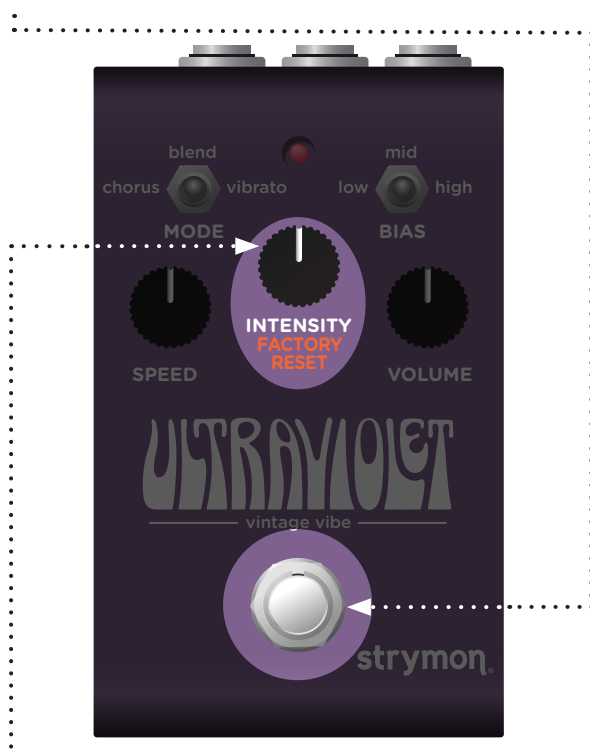 blend
mid
chorus
vibrato
low
high
MODE
BIAS
INTENSITY
FACTORY
RESET
SPEED
VOLUME
ULTRAVIOLET
vintage vibe
strymon®